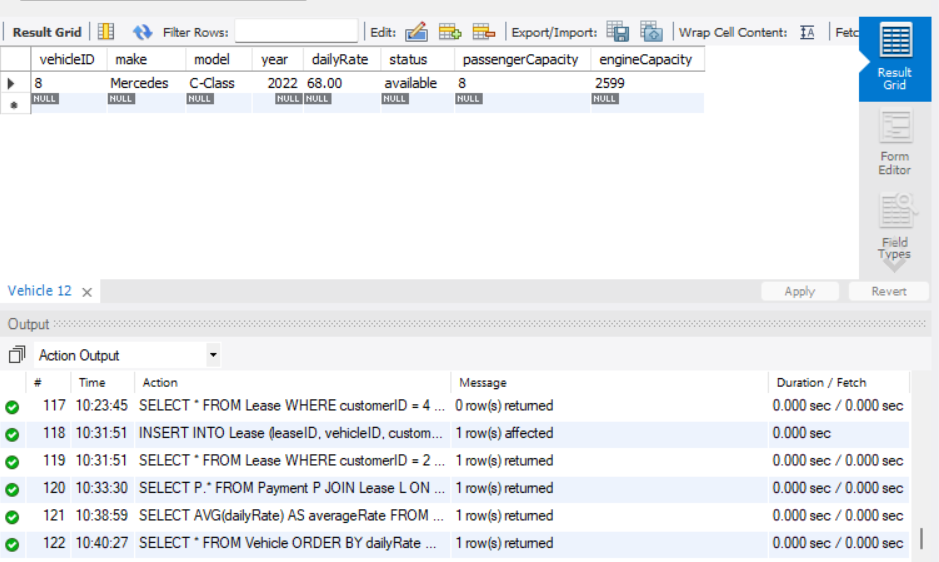 Result Grid Filter Rows: Edit: Export/Import: Wrap Cell Content: IA Fetc
vehicleID make model year dailyRate status passengerCapacity engineCapacity
8 Mercedes C-Class 2022 68.00 available 8 2599
NULL NULL NULL NULL NULL NULL NULL NULL
Result
Grid
Form
Editor
Field
Types
Vehicle 12 Apply Revert
Output
Action Output
# Time Action Message Duration / Fetch
117 10:23:45 SELECT * FROM Lease WHERE customerID = 4 ... 0 row(s) returned 0.000 sec / 0.000 sec
118 10:31:51 INSERT INTO Lease (leaseID, vehicleID, custom... 1 row(s) affected 0.000 sec
119 10:31:51 SELECT * FROM Lease WHERE customerID = 2 ... 1 row(s) returned 0.000 sec / 0.000 sec
120 10:33:30 SELECT P.* FROM Payment P JOIN Lease L ON ... 1 row(s) returned 0.000 sec / 0.000 sec
121 10:38:59 SELECT AVG(dailyRate) AS averageRate FROM ... 1 row(s) returned 0.000 sec / 0.000 sec
122 10:40:27 SELECT * FROM Vehicle ORDER BY dailyRate ... 1 row(s) returned 0.000 sec / 0.000 sec